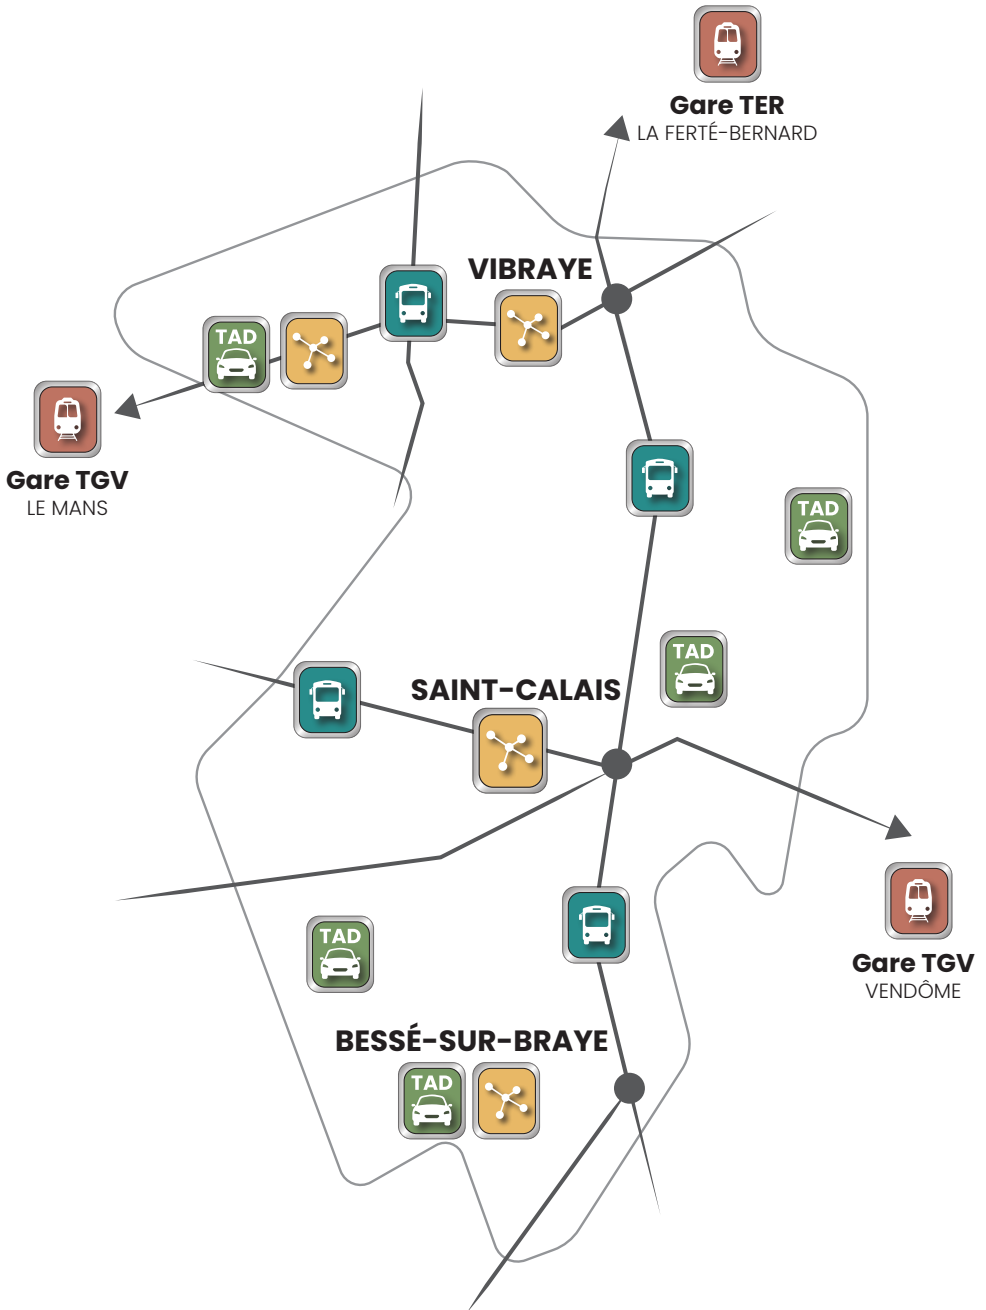 Gare TER
LA FERTÉ-BERNARD
VIBRAYE
TAD
Gare TGV
LE MANS
TAD
TAD
SAINT-CALAIS
TAD
Gare TGV
VENDÔME
BESSÉ-SUR-BRAYE
TAD